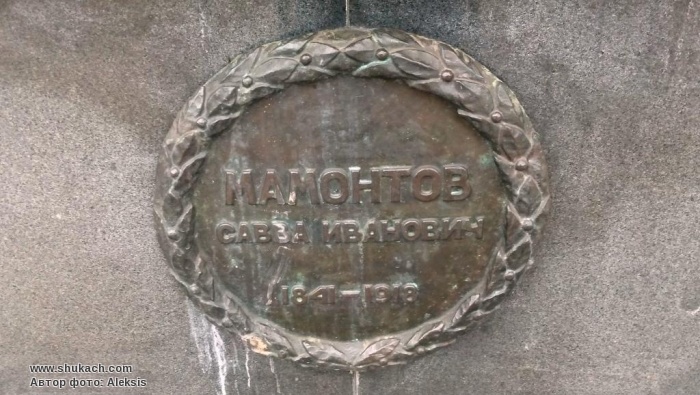 МАМОНТОВ
САВВА ИВАНОВИЧ
1841-1918
www.shukach.com
Автор фото: Aleksis